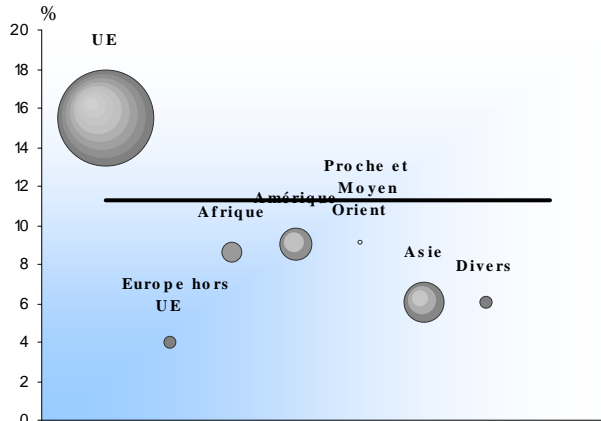 %
20
UE
18
16
14
Proche et
Moyen
Orient
12
Amérique
Afrique
10
Asie
Divers
8
Europe hors
UE
6
4
2
0